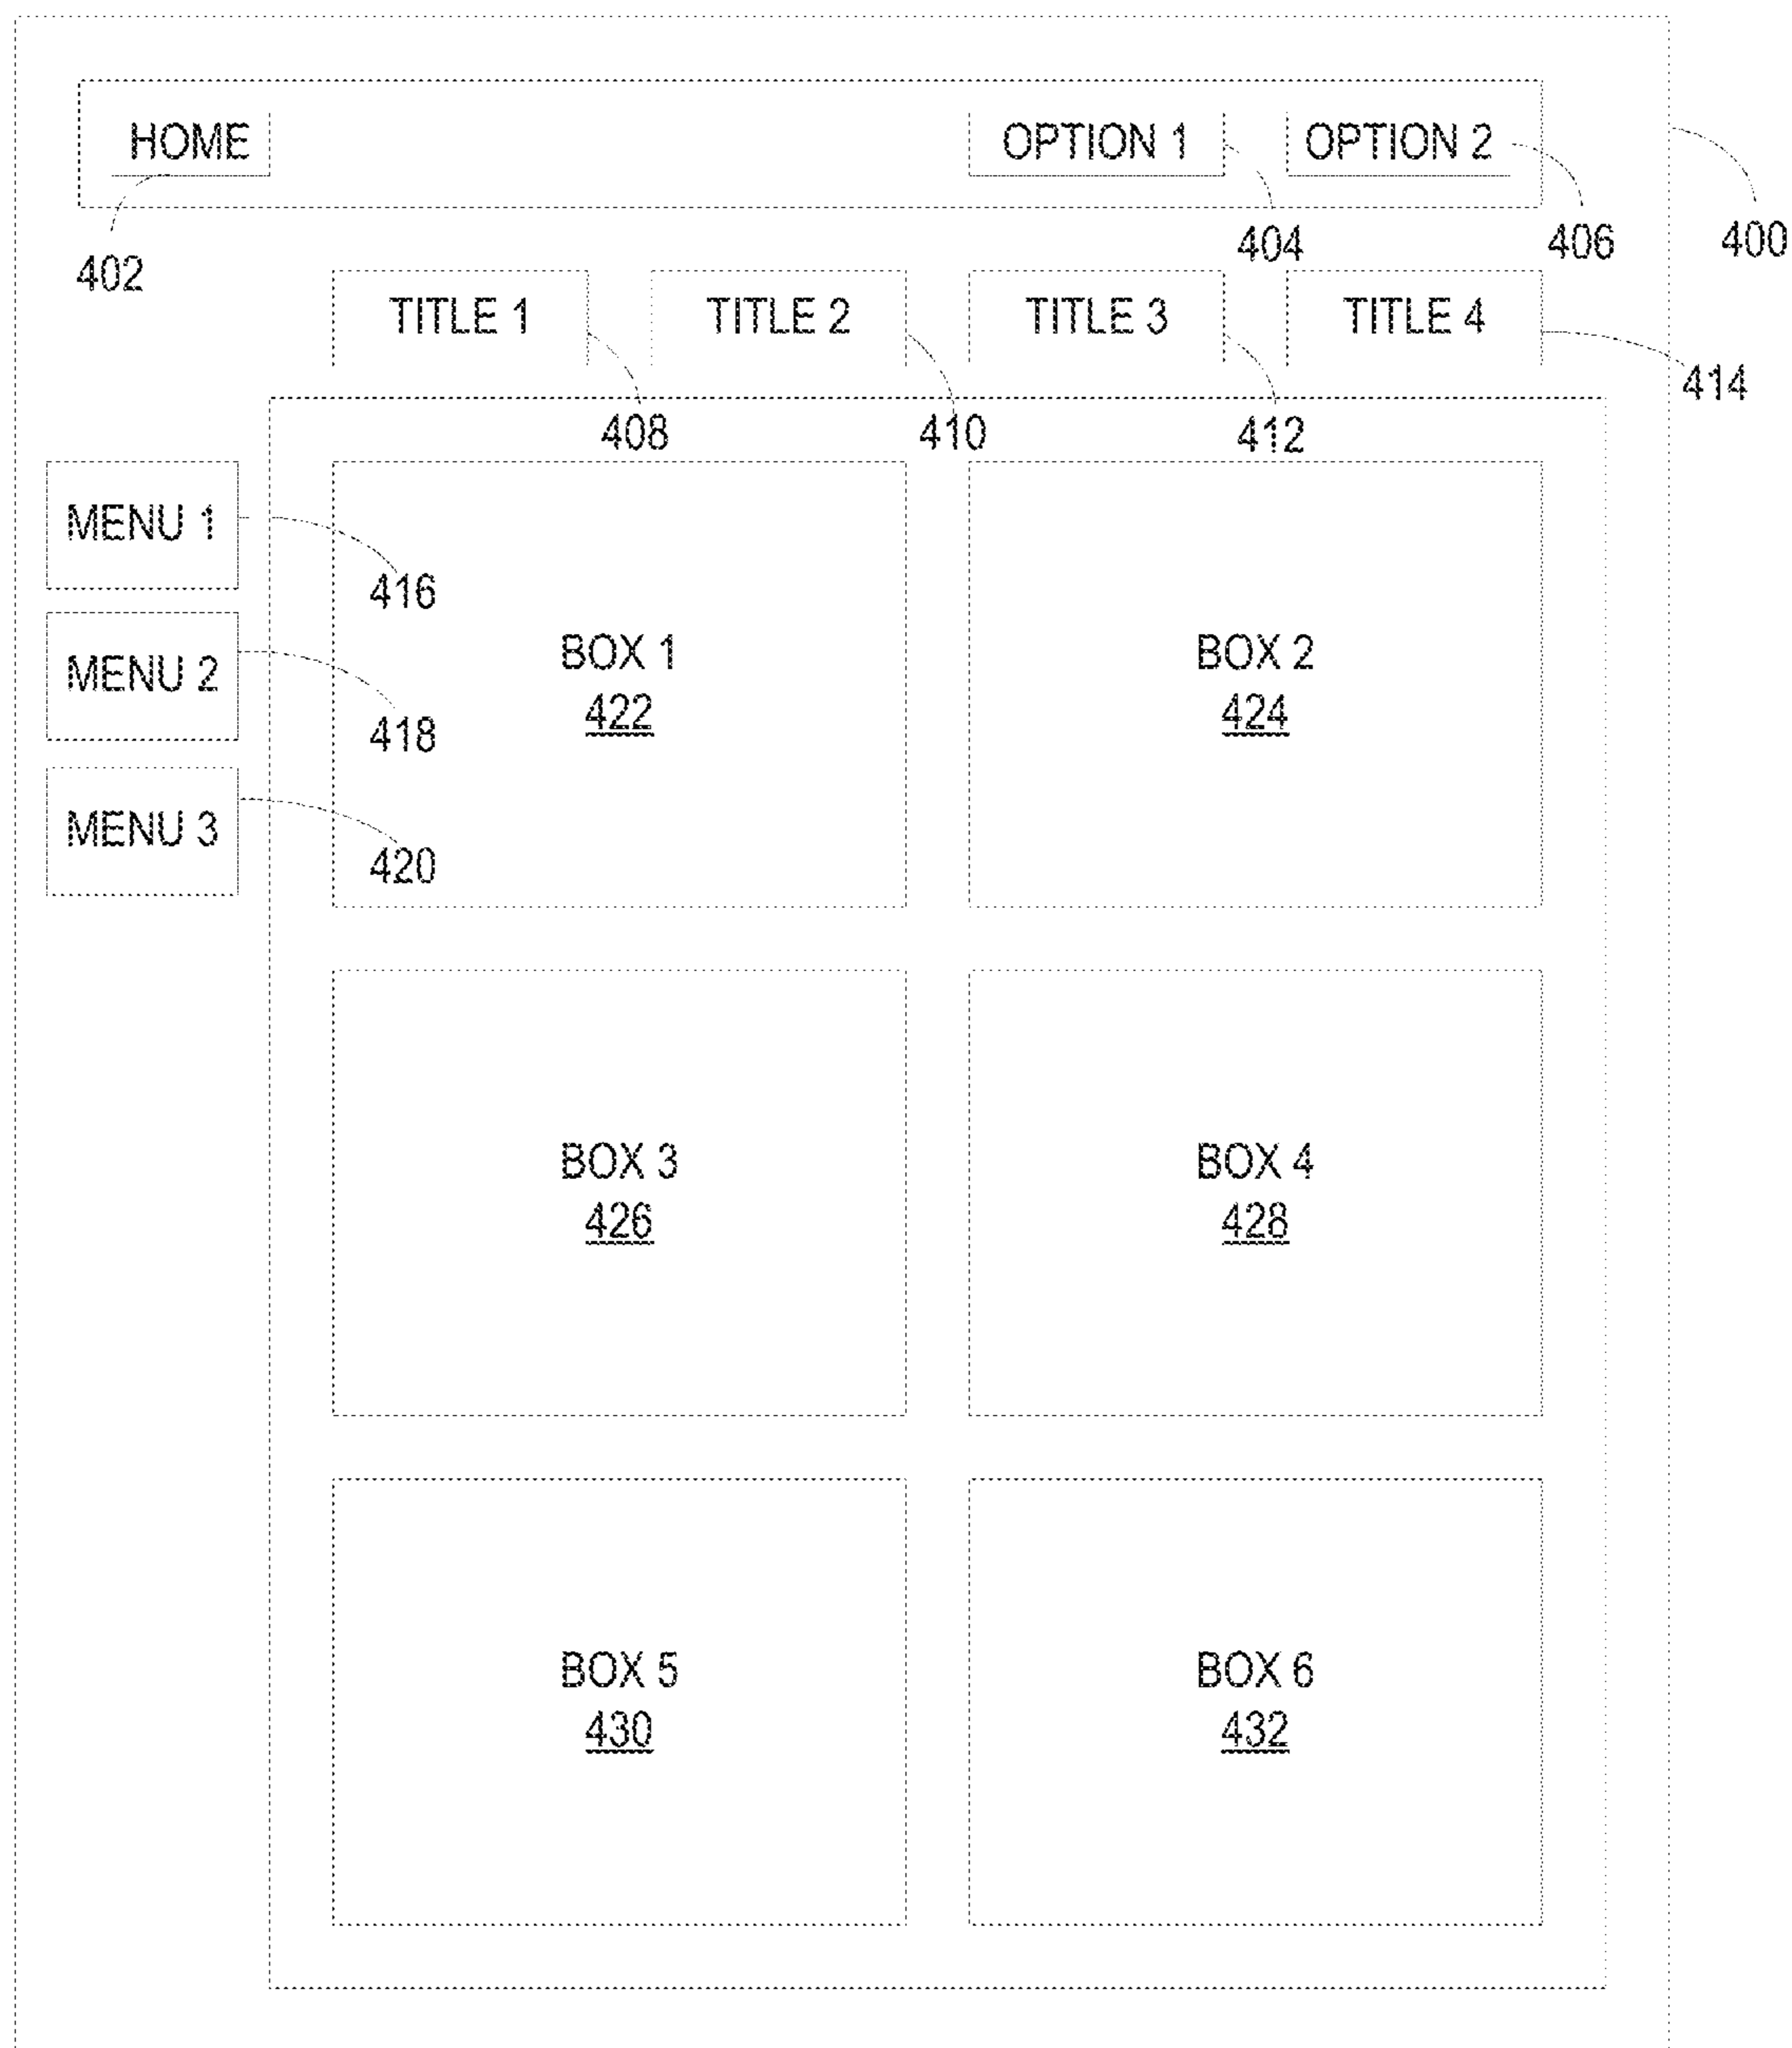 HOME
OPTION 1
OPTION 2
402
404
406
400
TITLE 1
TITLE 2
TITLE 3
TITLE 4
414
408
410
412
MENU 1
416
MENU 2
418
MENU 3
420
BOX 1
422
BOX 2
424
BOX 3
426
BOX 4
428
BOX 5
430
BOX 6
432